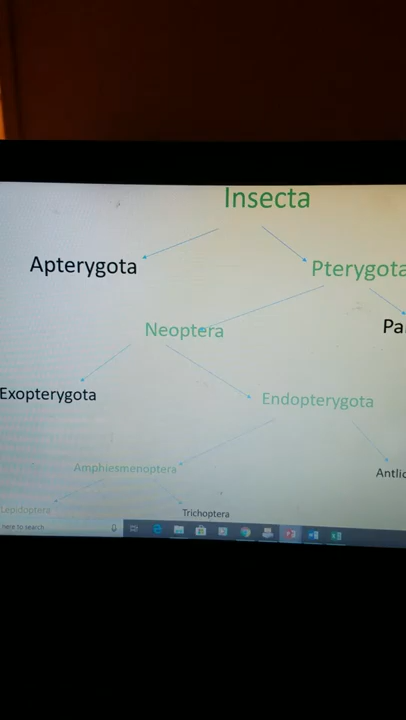 Insecta
Apterygota
Pterygota
Neoptera
Pa
Exopterygota
Endopterygota
Amphiesmenoptera
Antlio
Lepidoptera
Trichoptera
here to search